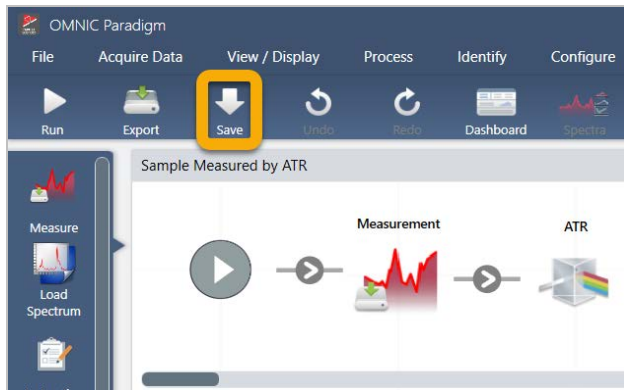 OMNIC Paradigm
File Acquire Data View / Display Process Identify Configure
Run Export Save Undo Redo Dashboard Spectra
Sample Measured by ATR
Measure
Load
Spectrum
Measurement
ATR